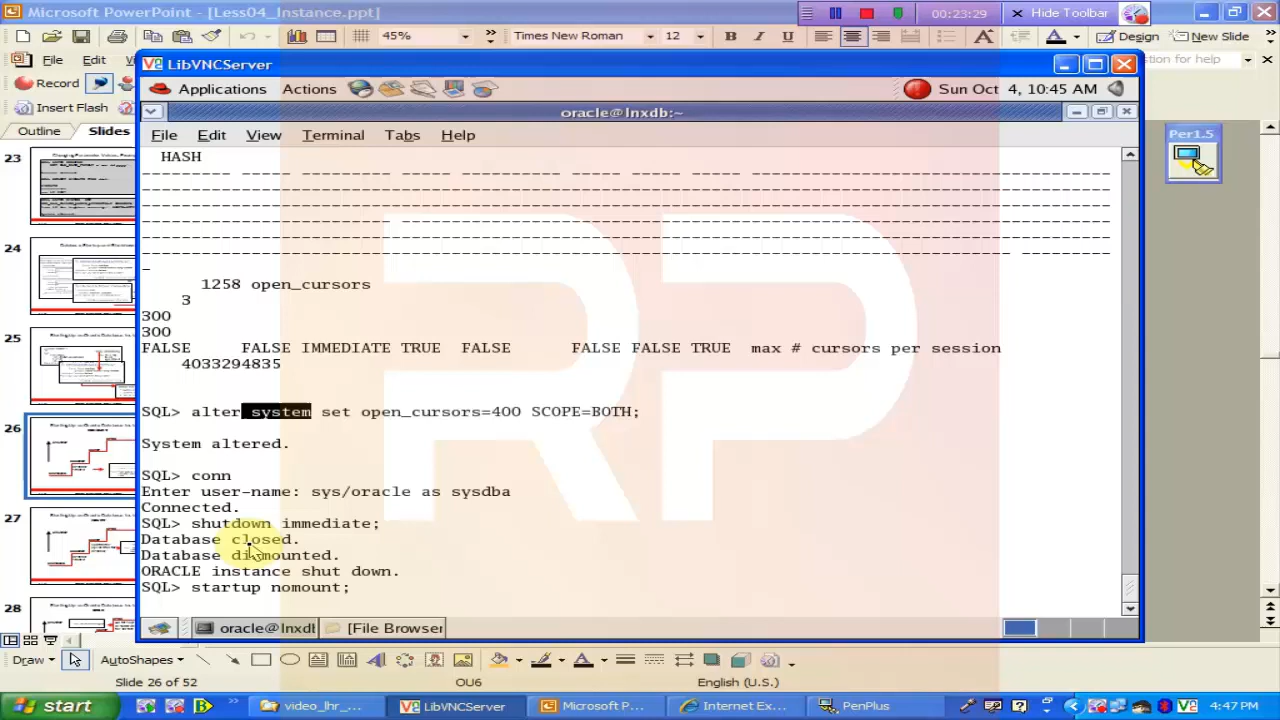 Microsoft PowerPoint - [Less04_Instance.ppt]
00:23:29 Hide Toolbar
45% Times New Roman 12 B I U Design New Slide
File Edit
Record
Insert Flash
Outline Slides
LibVNCServer
Applications Actions Sun Oct 4, 10:45 AM
oracle@lnxdb:~
File Edit View Terminal Tabs Help
Per1.5
HASH
1258 open_cursors
3
300
300
FALSE FALSE IMMEDIATE TRUE FALSE FALSE FALSE TRUE max # cursors per session
4033294835
SQL> alter system set open_cursors=400 SCOPE=BOTH;
System altered.
SQL> conn
Enter user-name: sys/oracle as sysdba
Connected.
SQL> shutdown immediate;
Database closed.
Database dismounted.
ORACLE instance shut down.
SQL> startup nomount;
23
24
25
26
27
28
RP
oracle@lnxdb [File Browser
Draw AutoShapes
Slide 26 of 52 OU6 English (U.S.)
start video_lhr_... LibVNCServer Microsoft P... Internet Ex... PenPlus 4:47 PM